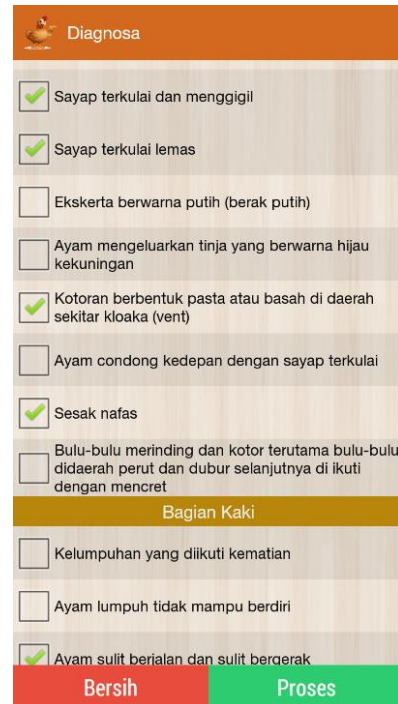 Diagnosa
Sayap terkulai dan menggigil
Sayap terkulai lemas
Ekskerta berwarna putih (berak putih)
Ayam mengeluarkan tinja yang berwarna hijau
kekuningan
Kotoran berbentuk pasta atau basah di daerah
sekitar kloaka (vent)
Ayam condong kedepan dengan sayap terkulai
Sesak nafas
Bulu-bulu merinding dan kotor terutama bulu-bulu
didaerah perut dan dubur selanjutnya di ikuti
dengan mencret
Bagian Kaki
Kelumpuhan yang diikuti kematian
Ayam lumpuh tidak mampu berdiri
Ayam sulit berjalan dan sulit bergerak
Bersih
Proses